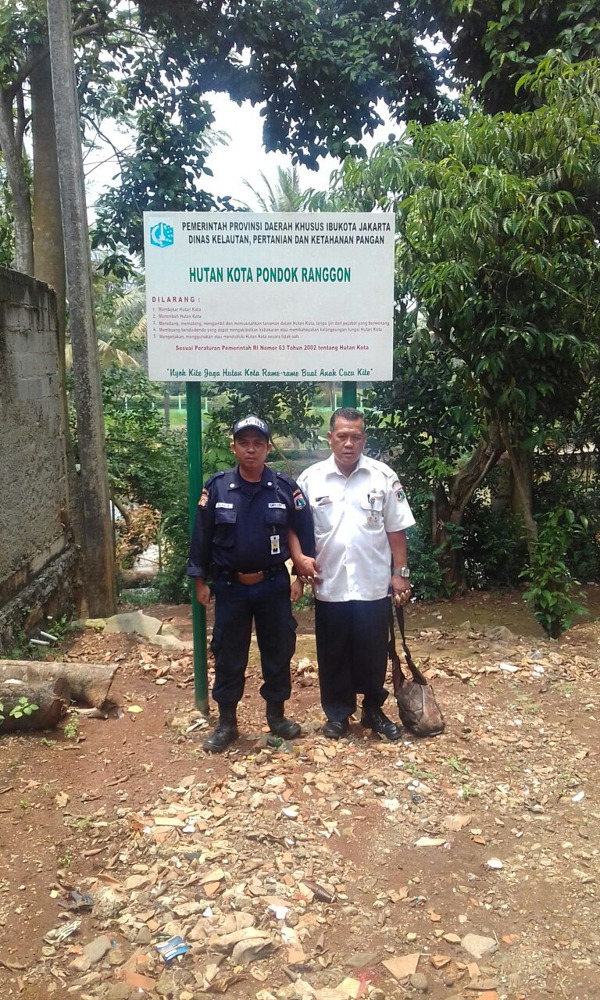 PEMERINTAH PROVINSI DAERAH KHUSUS IBUKOTA JAKARTA
DINAS KELAUTAN, PERTANIAN DAN KETAHANAN PANGAN
HUTAN KOTA PONDOK RANGGON
DILARANG :
1. Membakar Hutan Kota
2. Merambah Hutan Kota
3. Menebang, memotong, mengambil dan memusnahkan tanaman dalam Hutan Kota, tanpa ijin dari pejabat yang berwenang
4. Membuang benda-benda yang dapat mengakibatkan kebakaran atau membahayakan kelangsungan fungsi Hutan Kota
5. Mengerjakan, menggunakan atau menduduki Hutan Kota secara tidak sah
Sesuai Peraturan Pemerintah RI Nomor 63 Tahun 2002 tentang Hutan Kota
"Nyok Kite Jaga Hutan Kota Rame-rame Buat Anak Cucu Kite"